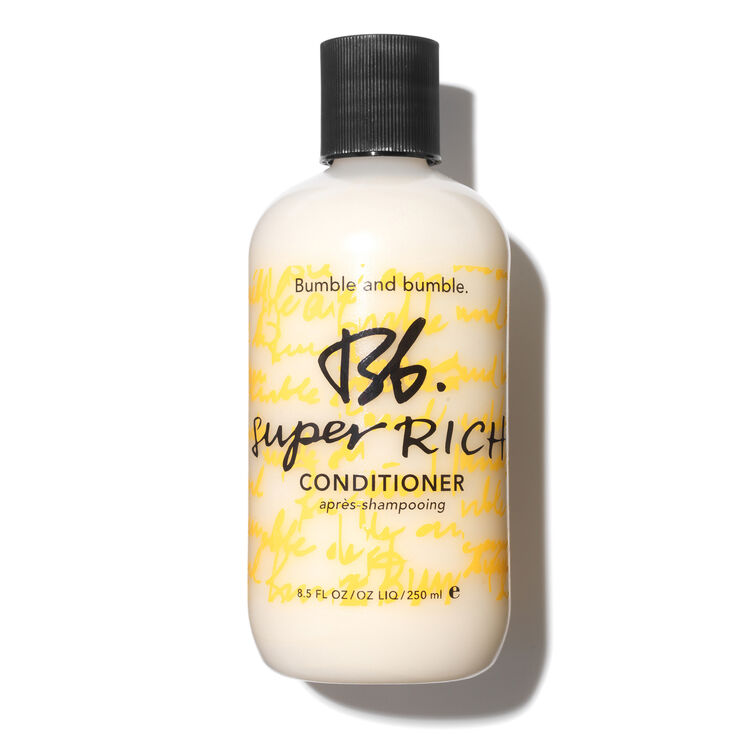 Bumble and bumble.
Bb.
super RICH
CONDITIONER
après-shampooing
8.5 FL OZ/OZ LIQ/250 ml e